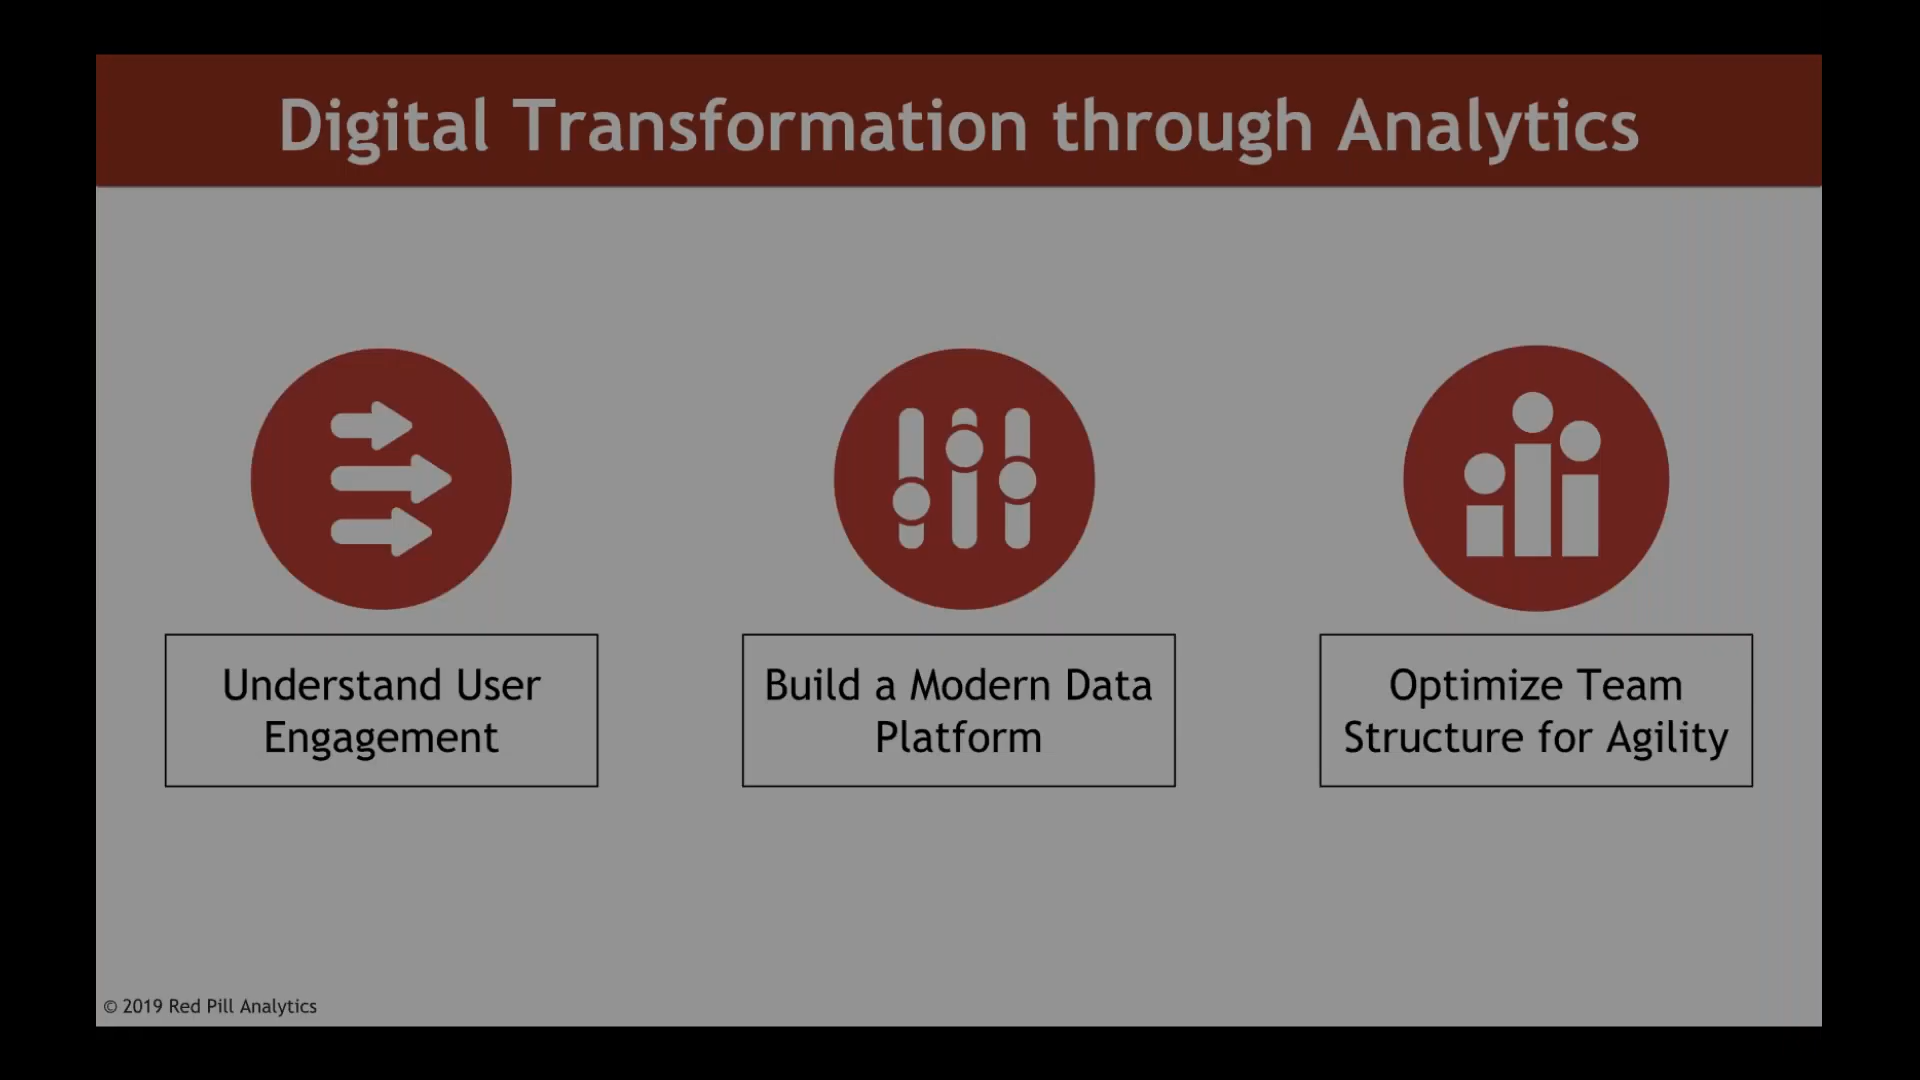 Digital Transformation through Analytics
Understand User
Engagement
Build a Modern Data
Platform
Optimize Team
Structure for Agility
© 2019 Red Pill Analytics